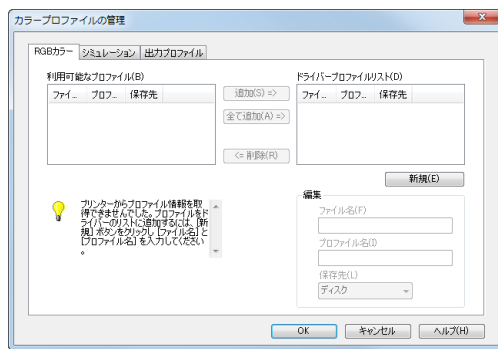 カラープロファイルの管理
RGBカラー シミュレーション 出力プロファイル
利用可能なプロファイル(B)
ファイ... プロフ... 保存先
追加(S) =>
全て追加(A) =>
<= 削除(R)
ドライバープロファイルリスト(D)
ファイ... プロフ... 保存先
新規(E)
プリンターからプロファイル情報を取
得できませんでした。プロファイルをド
ライバーのリストに追加するには、[新
規] ボタンをクリックし [ファイル名] と
[プロファイル名] を入力してください
。
編集
ファイル名(F)
プロファイル名(I)
保存先(L)
ディスク
OK キャンセル ヘルプ(H)